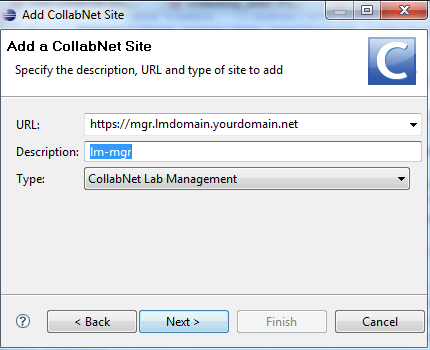 Add CollabNet Site
Add a CollabNet Site
Specify the description, URL and type of site to add
C
URL: https://mgr.lmdomain.yourdomain.net
Description: lm-mgr
Type: CollabNet Lab Management
? < Back Next > Finish Cancel